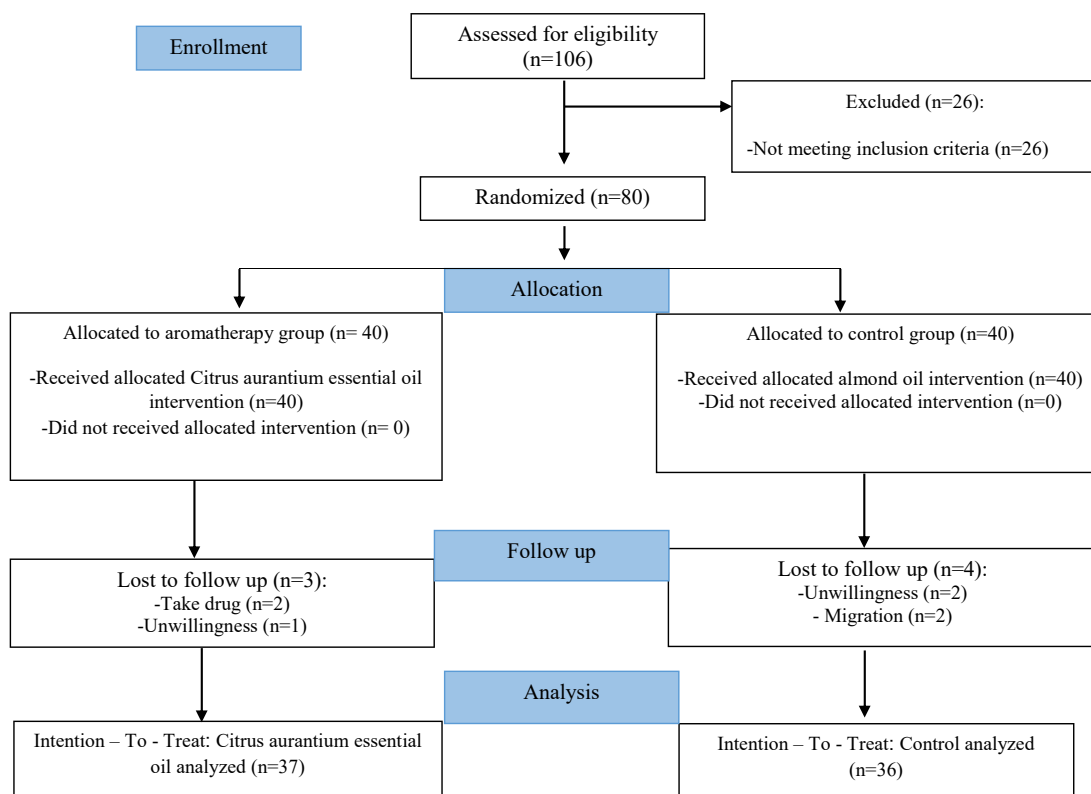 Enrollment
Assessed for eligibility
(n=106)
Excluded (n=26):
-Not meeting inclusion criteria (n=26)
Randomized (n=80)
Allocation
Allocated to aromatherapy group (n= 40)
-Received allocated Citrus aurantium essential oil
intervention (n=40)
-Did not received allocated intervention (n= 0)
Allocated to control group (n=40)
-Received allocated almond oil intervention (n=40)
-Did not received allocated intervention (n=0)
Follow up
Lost to follow up (n=3):
-Take drug (n=2)
-Unwillingness (n=1)
Lost to follow up (n=4):
-Unwillingness (n=2)
- Migration (n=2)
Analysis
Intention – To - Treat: Citrus aurantium essential
oil analyzed (n=37)
Intention – To - Treat: Control analyzed
(n=36)